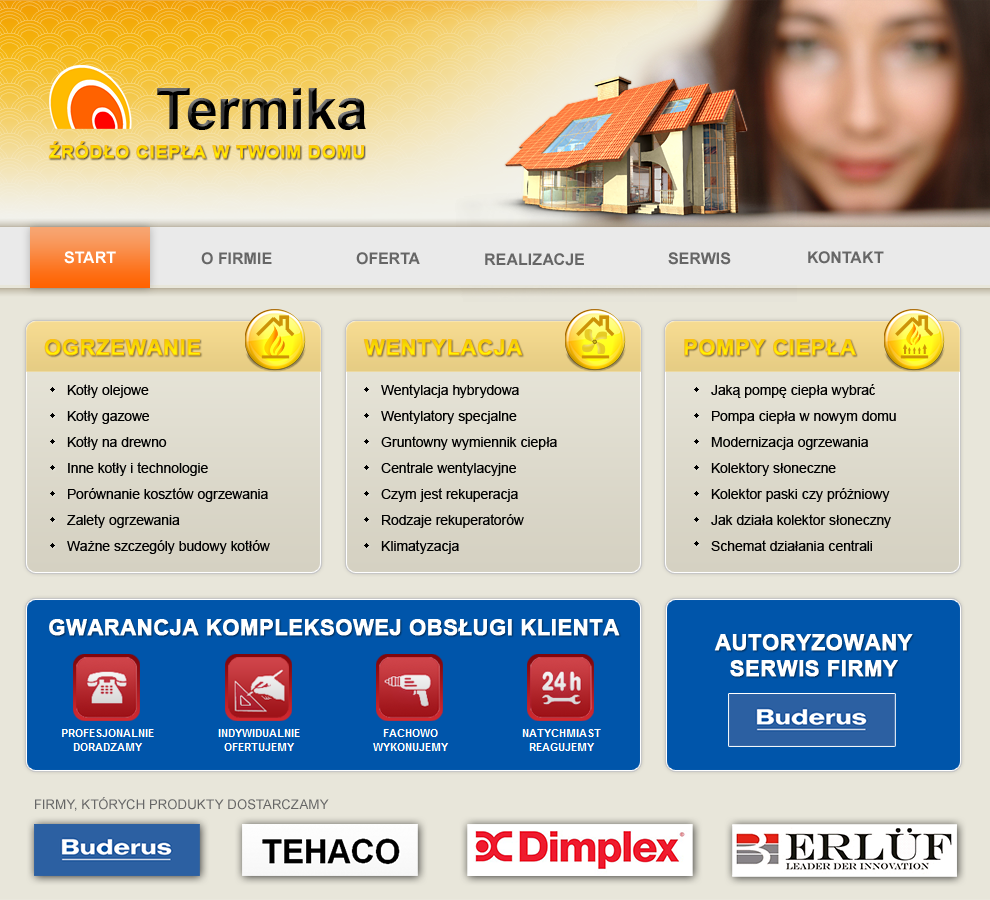 Termika
ŹRÓDŁO CIEPŁA W TWOIM DOMU
START
O FIRMIE
OFERTA
REALIZACJE
SERWIS
KONTAKT
OGRZEWANIE
Kotły olejowe
Kotły gazowe
Kotły na drewno
Inne kotły i technologie
Porównanie kosztów ogrzewania
Zalety ogrzewania
Ważne szczegóły budowy kotłów
WENTYLACJA
Wentylacja hybrydowa
Wentylatory specjalne
Gruntowny wymiennik ciepła
Centrale wentylacyjne
Czym jest rekuperacja
Rodzaje rekuperatorów
Klimatyzacja
POMPY CIEPŁA
Jaką pompę ciepła wybrać
Pompa ciepła w nowym domu
Modernizacja ogrzewania
Kolektory słoneczne
Kolektor paski czy próżniowy
Jak działa kolektor słoneczny
Schemat działania centrali
GWARANCJA KOMPLEKSOWEJ OBSŁUGI KLIENTA
PROFESJONALNIE
DORADZAMY
INDYWIDUALNIE
OFERTUJEMY
FACHOWO
WYKONUJEMY
24h
NATYCHMIAST
REAGUJEMY
AUTORYZOWANY
SERWIS FIRMY
Buderus
FIRMY, KTÓRYCH PRODUKTY DOSTARCZAMY
Buderus
TEHACO
Dimplex®
ERLÜF
LEADER DER INNOVATION